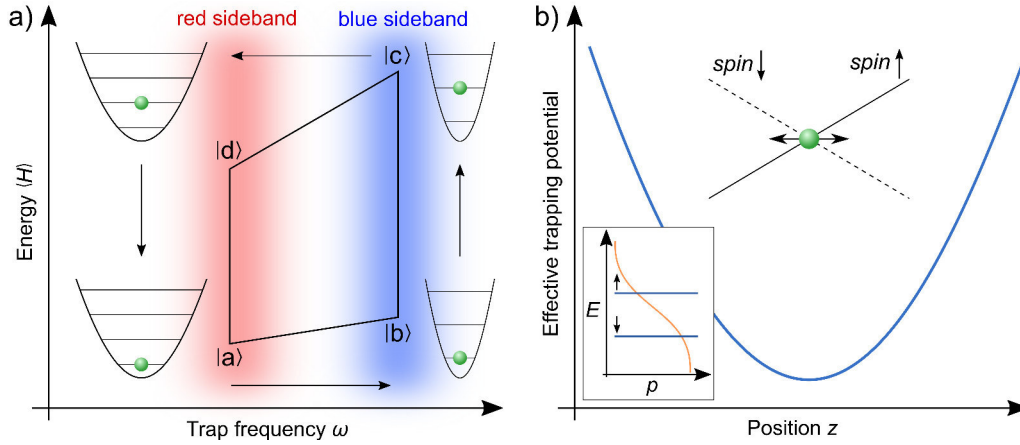 a)
red sideband
blue sideband
|c⟩
|d⟩
|b⟩
|a⟩
Energy ⟨H⟩
Trap frequency ω
b)
spin↓
spin↑
Effective trapping potential
E
p
Position z